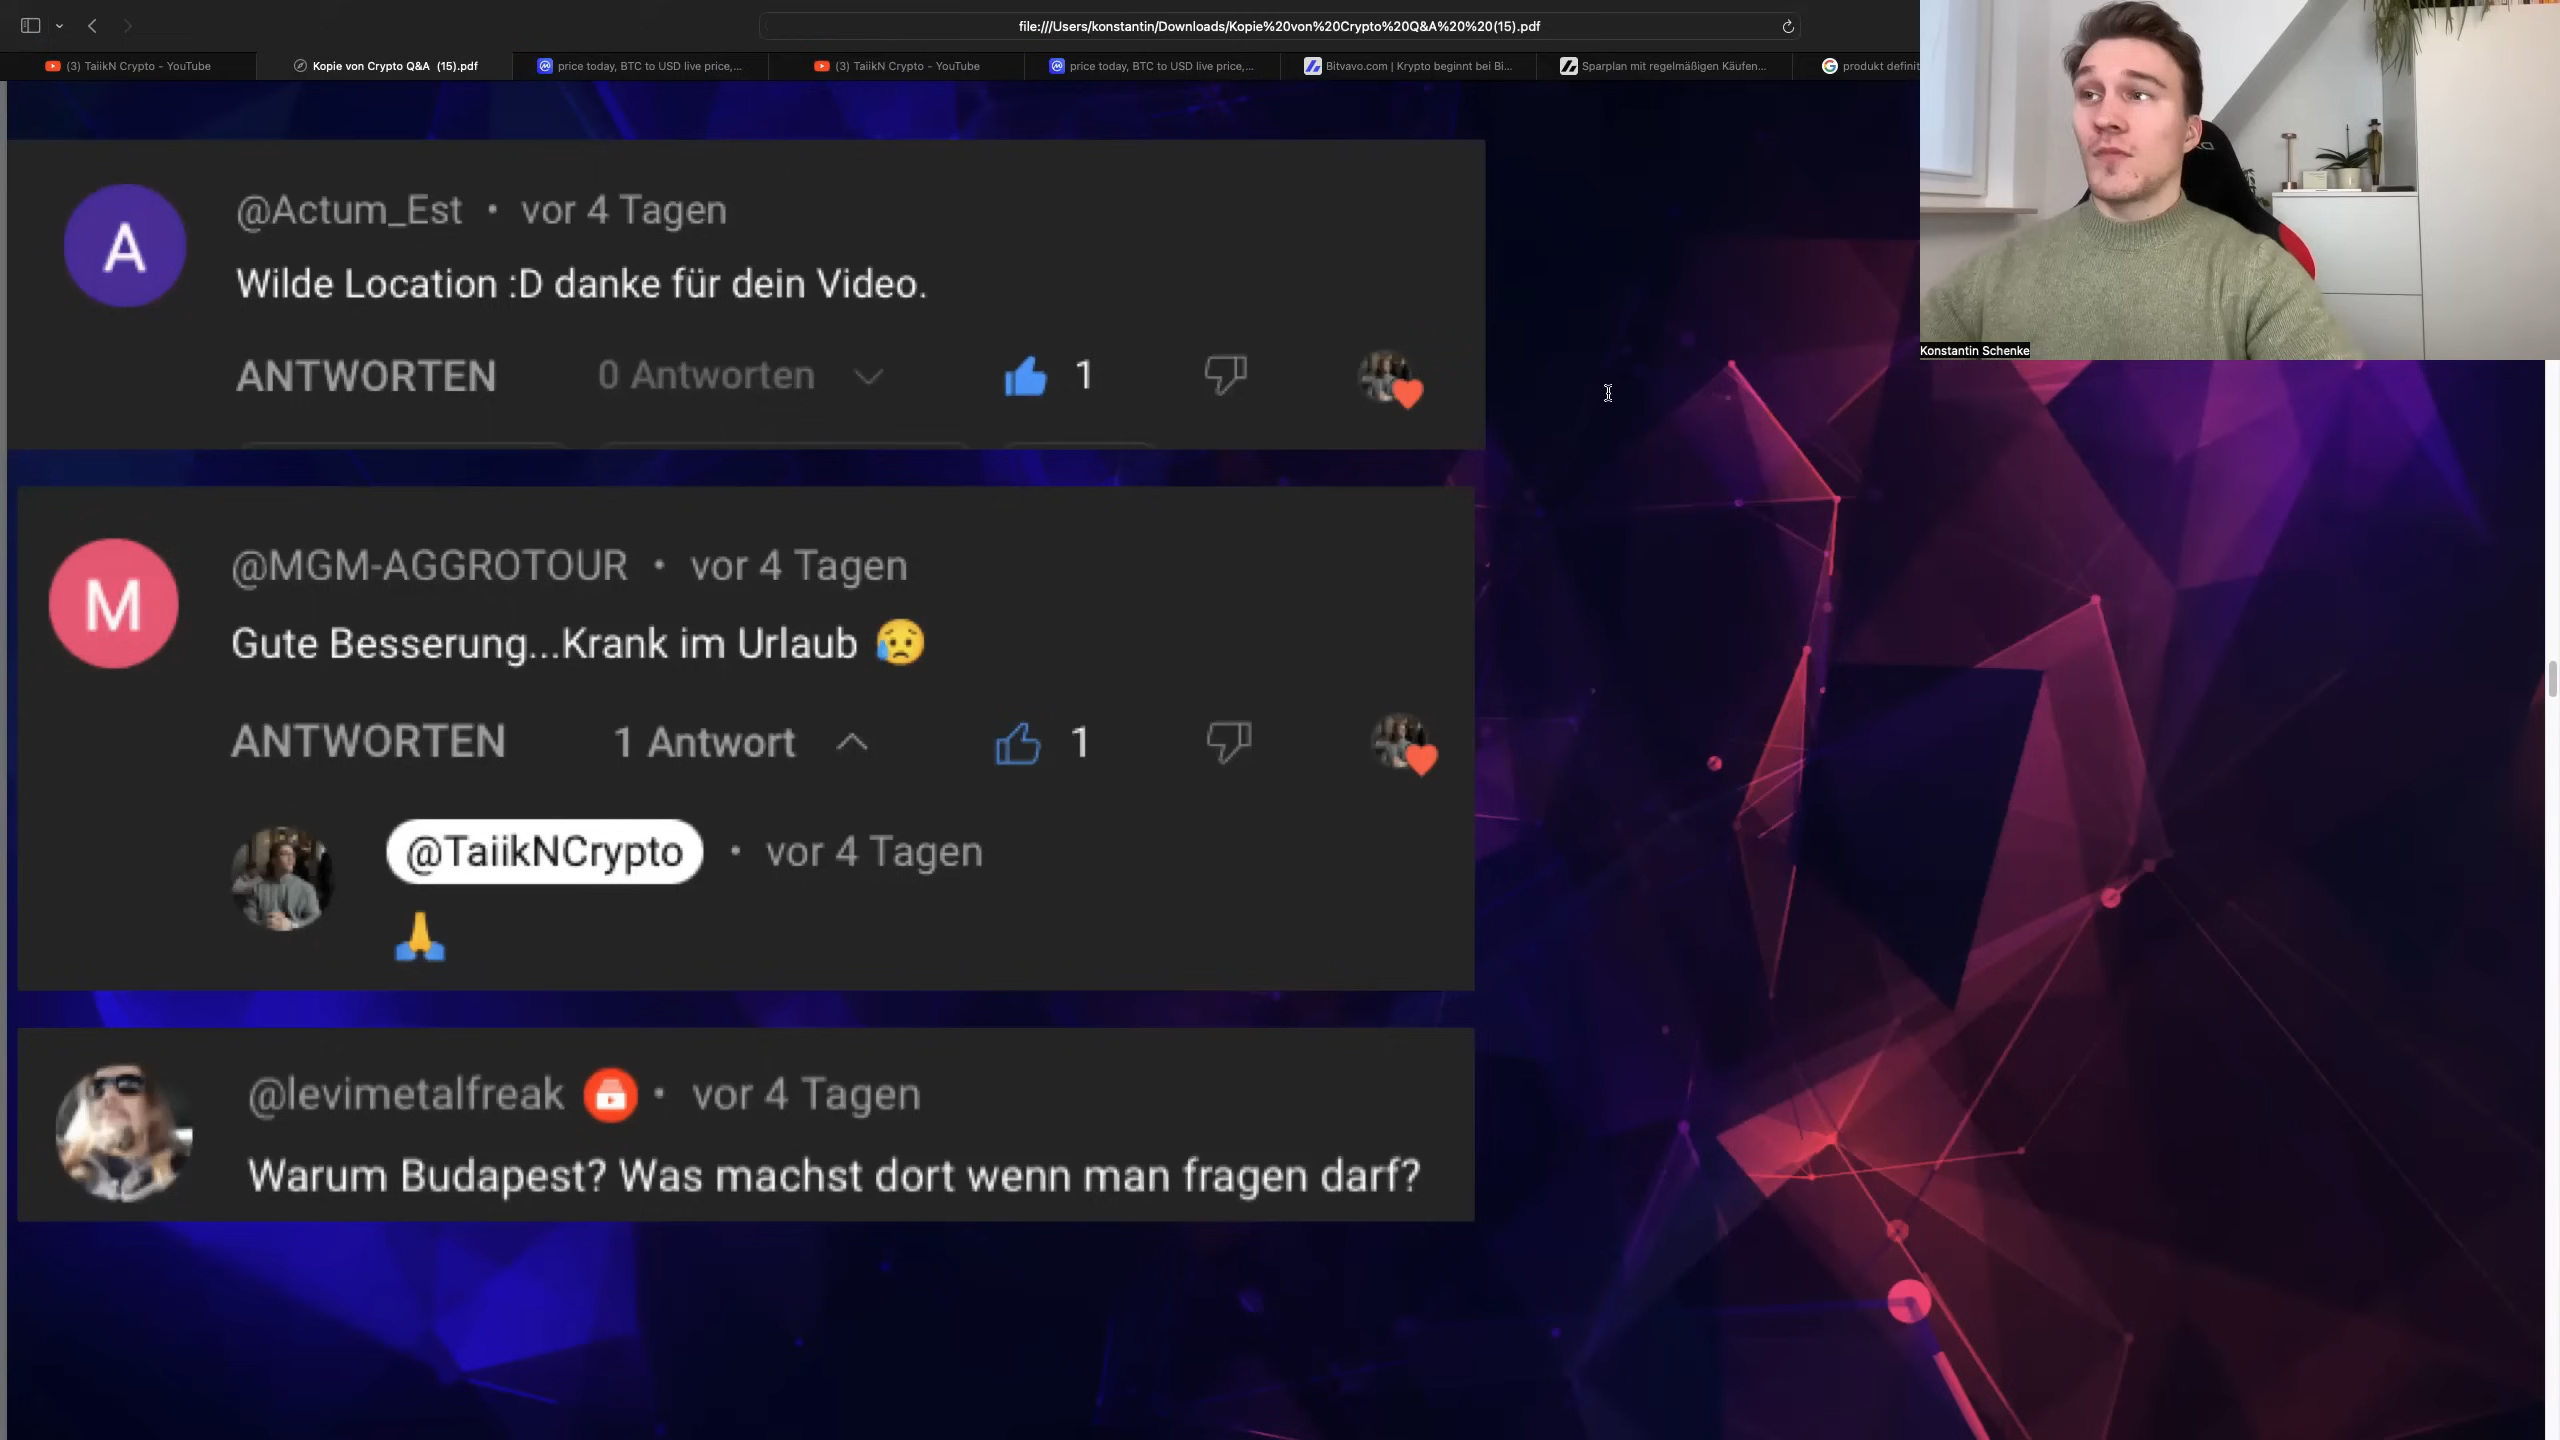 file:///Users/konstantin/Downloads/Kopie%20von%20Crypto%20Q&A%20%20(15).pdf
(3) TaiikN Crypto - YouTube
Kopie von Crypto Q&A (15).pdf
price today, BTC to USD live price,...
(3) TaiikN Crypto - YouTube
price today, BTC to USD live price,...
Bitvavo.com | Krypto beginnt bei Bi...
Sparplan mit regelmäßigen Käufen...
produkt definit
Konstantin Schenke
A
@Actum_Est • vor 4 Tagen
Wilde Location :D danke für dein Video.
ANTWORTEN 0 Antworten 1
M
@MGM-AGGROTOUR • vor 4 Tagen
Gute Besserung...Krank im Urlaub 😥
ANTWORTEN 1 Antwort 1
@TaiikNCrypto • vor 4 Tagen
🙏
@levimetalfreak • vor 4 Tagen
Warum Budapest? Was machst dort wenn man fragen darf?